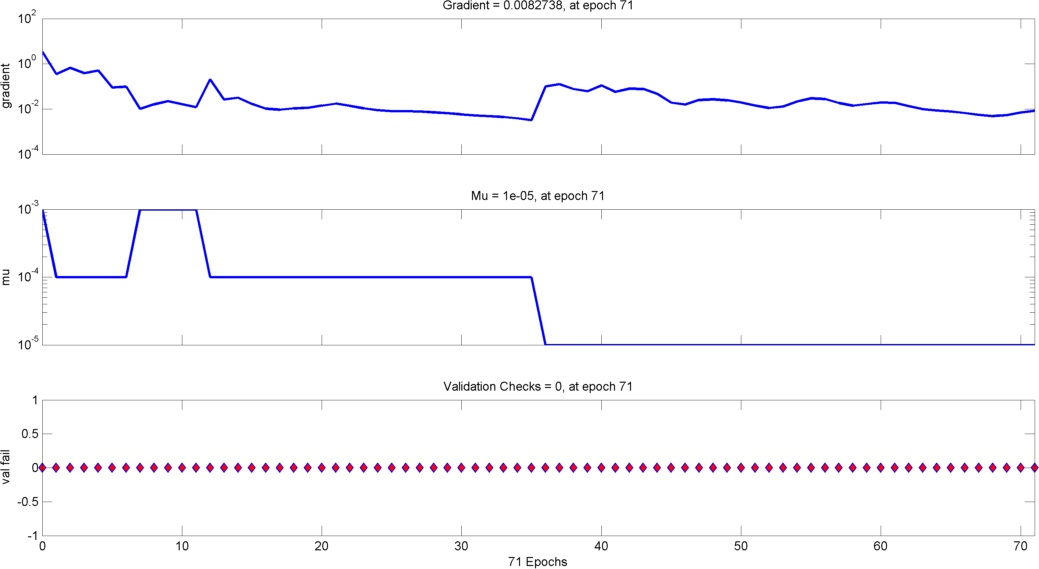 Gradient = 0.0082738, at epoch 71
10^2
10^0
10^-2
10^-4
gradient
Mu = 1e-05, at epoch 71
10^-3
10^-4
10^-5
mu
Validation Checks = 0, at epoch 71
1
0.5
0
-0.5
-1
val fail
0 10 20 30 40 50 60 70
71 Epochs